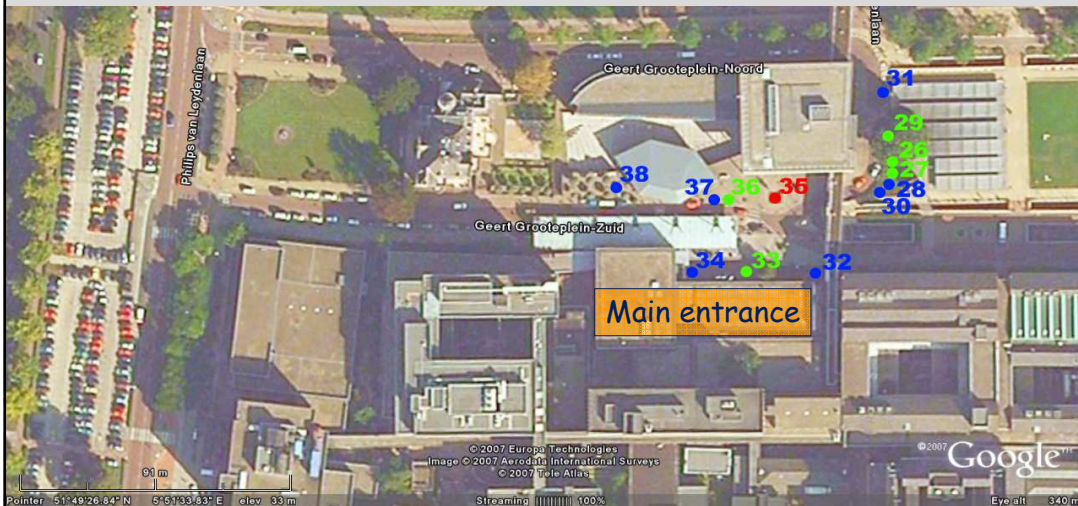 enlaan
Geert Grooteplein-Noord
Philips van Leydenlaan
31
29
26
27
28
30
38
37
36
35
Geert Grooteplein-Zuid
34
33
32
Main entrance
© 2007 Europa Technologies
Image © 2007 Aerodata International Surveys
© 2007 Tele Atlas
©2007 Google™
91 m
Pointer 51°49'26.84" N 5°51'33.83" E elev 33 m Streaming |||||||||| 100% Eye alt 340 m